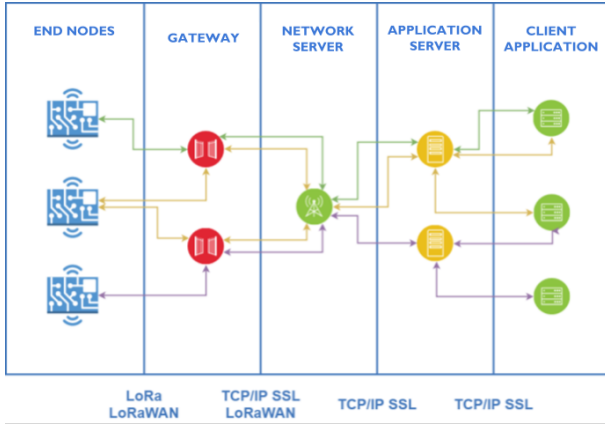 END NODES
GATEWAY
NETWORK
SERVER
APPLICATION
SERVER
CLIENT
APPLICATION
LoRa
LoRaWAN
TCP/IP SSL
LoRaWAN
TCP/IP SSL
TCP/IP SSL